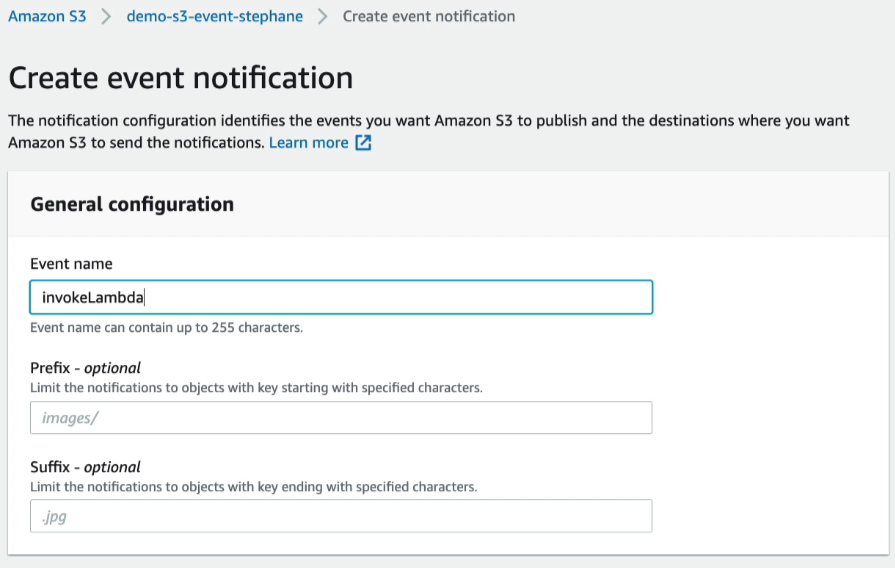 Amazon S3 > demo-s3-event-stephane > Create event notification
Create event notification
The notification configuration identifies the events you want Amazon S3 to publish and the destinations where you want
Amazon S3 to send the notifications. Learn more
General configuration
Event name
invokeLambda
Event name can contain up to 255 characters.
Prefix - optional
Limit the notifications to objects with key starting with specified characters.
images/
Suffix - optional
Limit the notifications to objects with key ending with specified characters.
.jpg